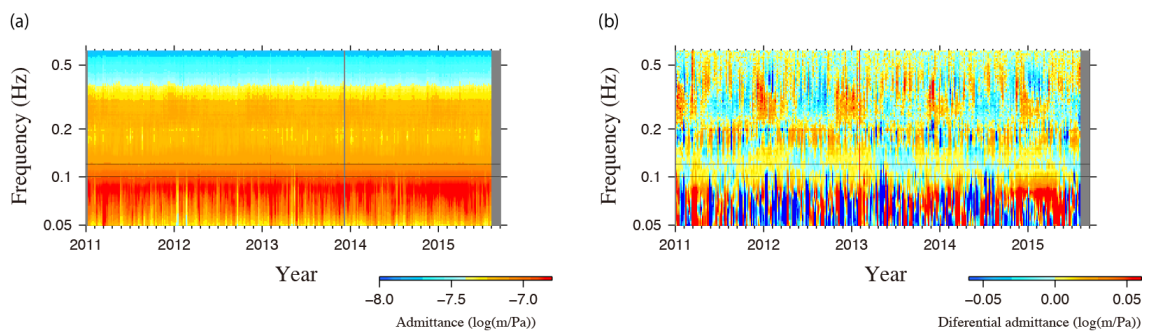 (a)
(b)
Frequency (Hz)
0.5
0.2
0.1
0.05
2011 2012 2013 2014 2015
Year
−8.0 −7.5 −7.0
Admittance (log(m/Pa))
Frequency (Hz)
0.5
0.2
0.1
0.05
2011 2012 2013 2014 2015
Year
−0.05 0.00 0.05
Diferential admittance (log(m/Pa))